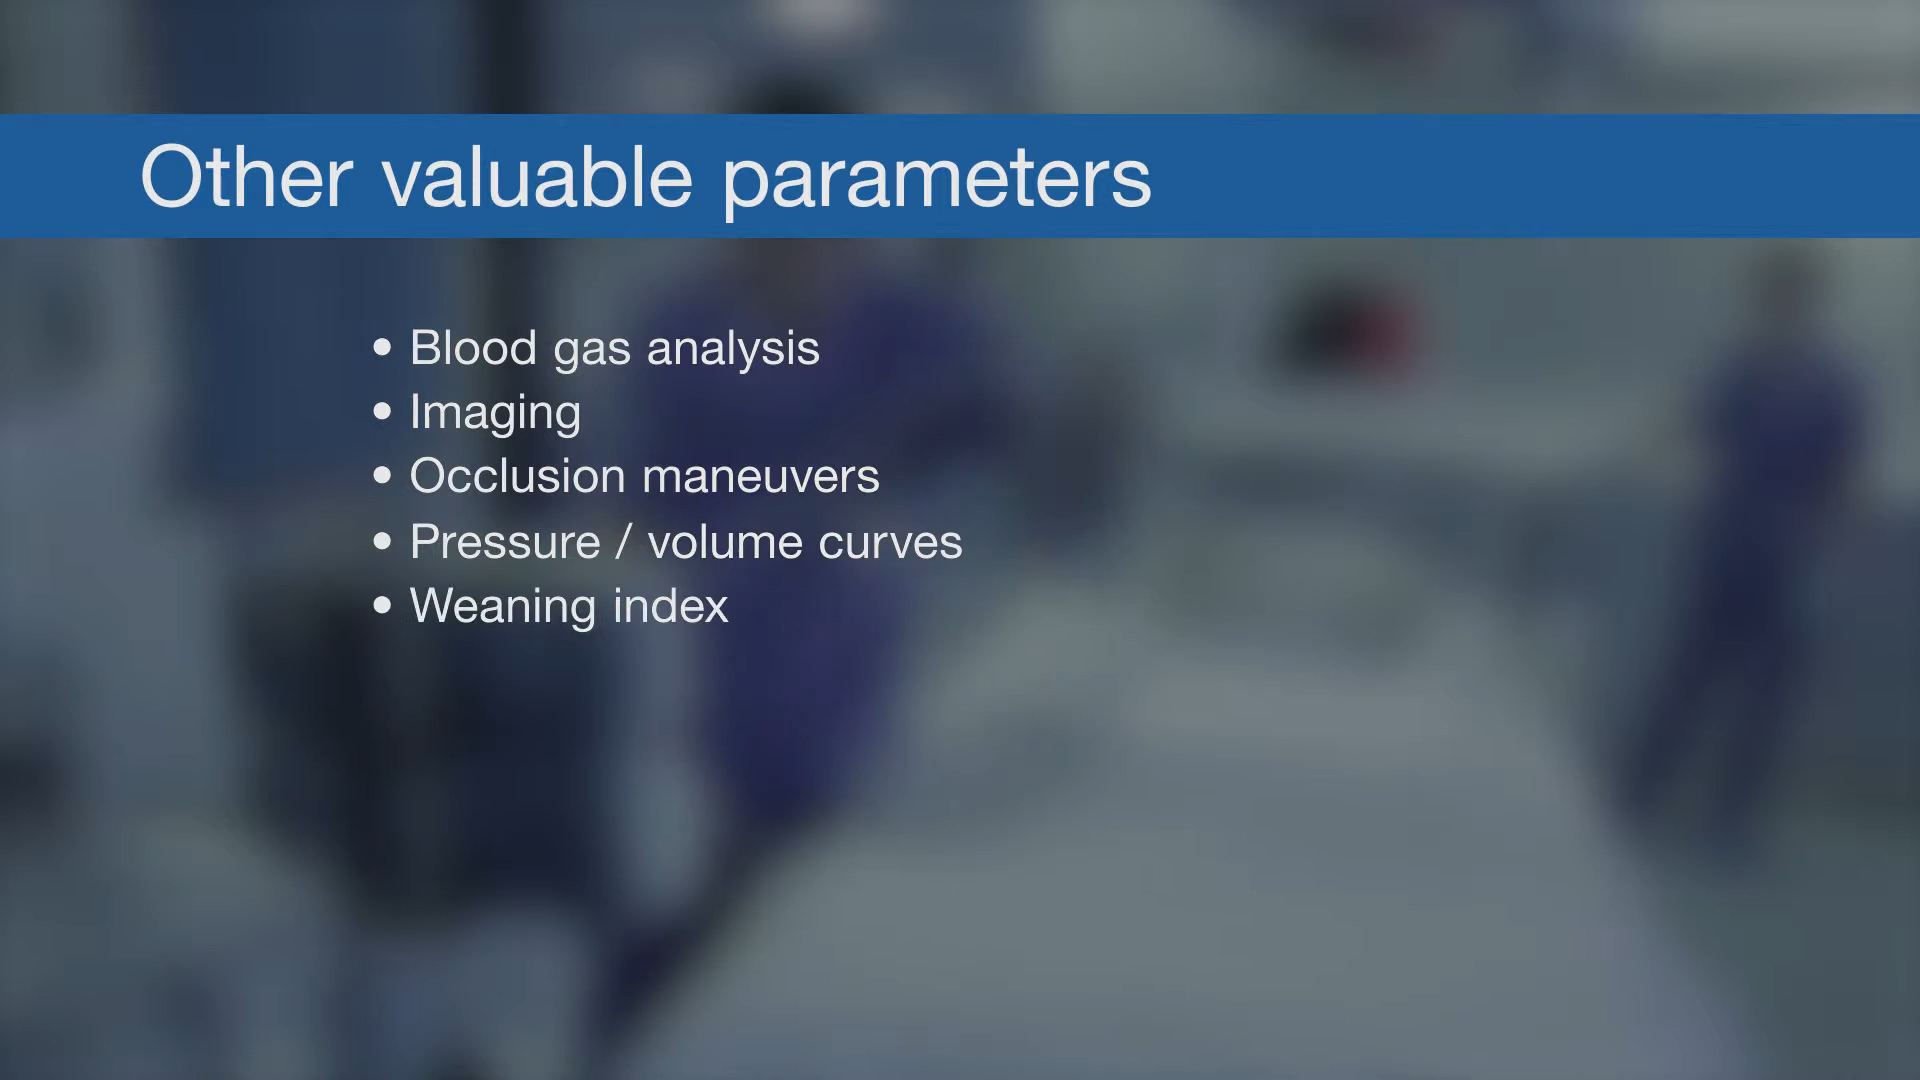 Other valuable parameters
• Blood gas analysis
• Imaging
• Occlusion maneuvers
• Pressure / volume curves
• Weaning index